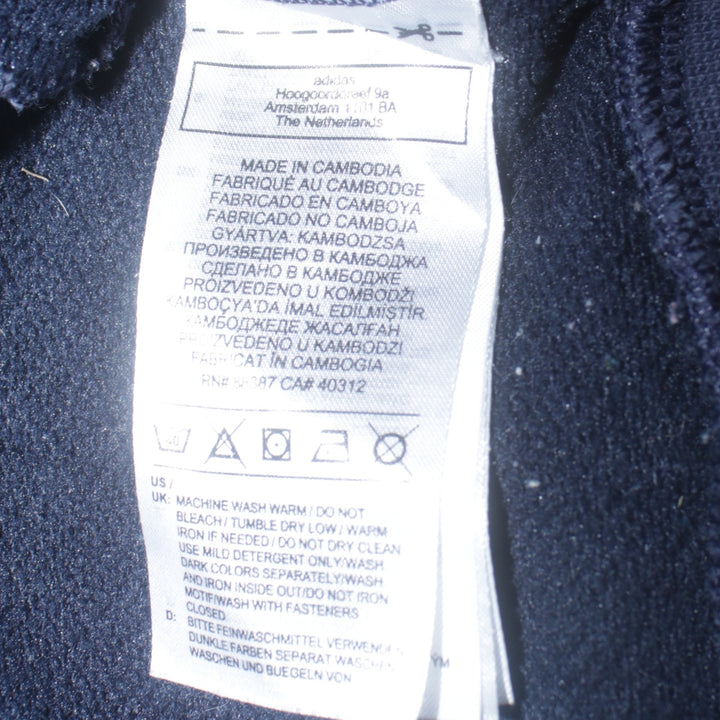 adidas
Hoogoorddreef 9a
Amsterdam 1101 BA
The Netherlands
MADE IN CAMBODIA
FABRIQUÉ AU CAMBODGE
FABRICADO EN CAMBOYA
FABRICADO NO CAMBOJA
GYÁRTVA: KAMBODZSA
ПРОИЗВЕДЕНО В КАМБОДЖА
СДЕЛАНО В КАМБОДЖЕ
PROIZVEDENO U KOMBODŽI
KAMBOÇYA'DA İMAL EDİLMİŞTİR
КАМБОДЖЕДЕ ЖАСАЛҒАН
PROIZVEDENO U KAMBODŽI
FABRICAT ÎN CAMBOGIA
RN# 88387 CA# 40312
40
US /
UK: MACHINE WASH WARM / DO NOT
BLEACH / TUMBLE DRY LOW / WARM
IRON IF NEEDED / DO NOT DRY CLEAN
USE MILD DETERGENT ONLY/WASH
DARK COLORS SEPARATELY/WASH
AND IRON INSIDE OUT/DO NOT IRON
MOTIF/WASH WITH FASTENERS
CLOSED
D: BITTE FEINWASCHMITTEL VERWENDEN
DUNKLE FARBEN SEPARAT WASCHEN
WASCHEN UND BUEGELN VON